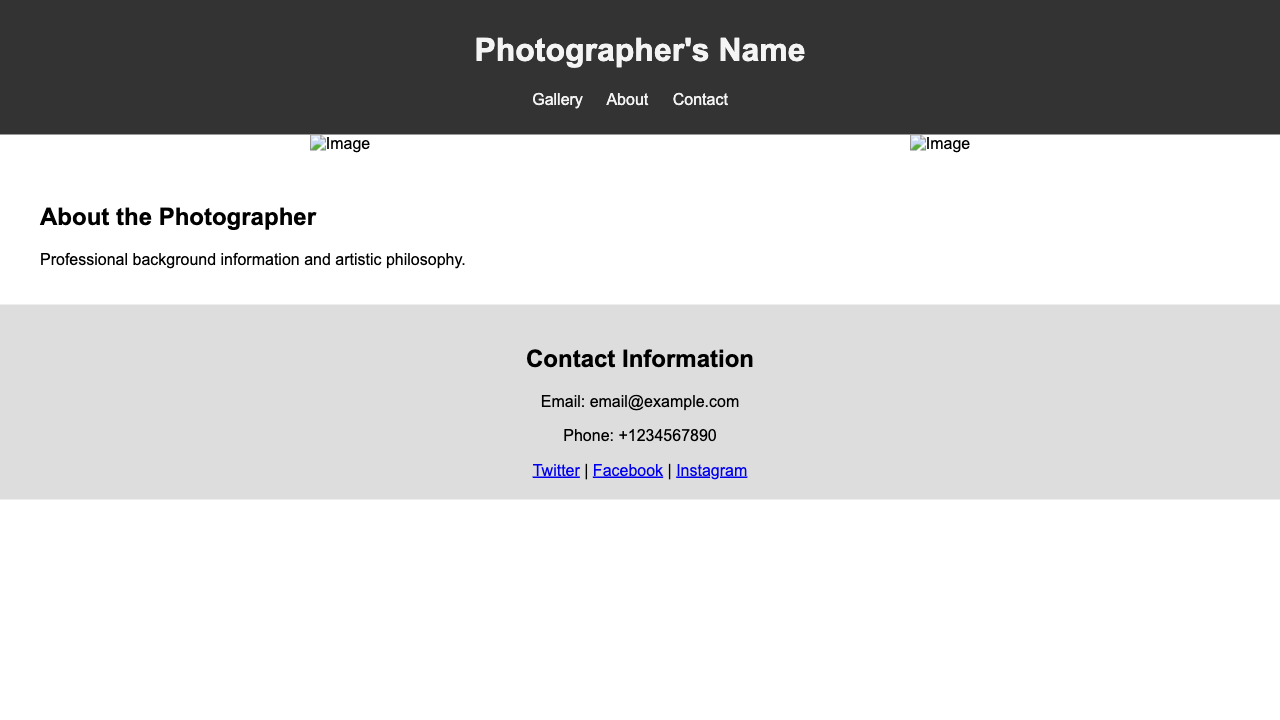 Photographer's Name
Gallery About Contact
Image Image
About the Photographer
Professional background information and artistic philosophy.
Contact Information
Email: email@example.com
Phone: +1234567890
Twitter | Facebook | Instagram